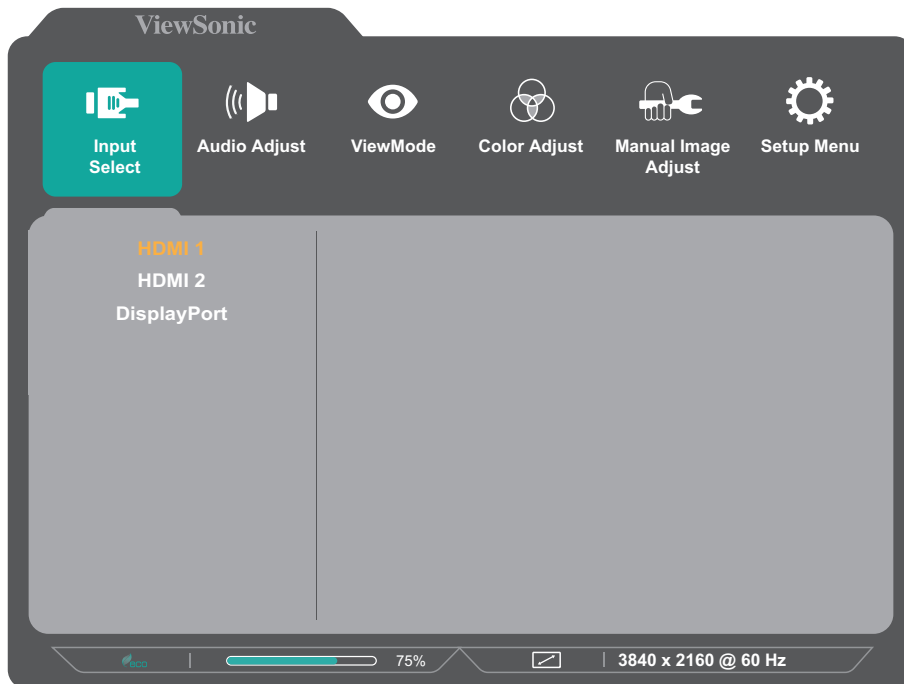 ViewSonic
Input
Select
Audio Adjust
ViewMode
Color Adjust
Manual Image
Adjust
Setup Menu
HDMI 1
HDMI 2
DisplayPort
eco
75%
3840 x 2160 @ 60 Hz